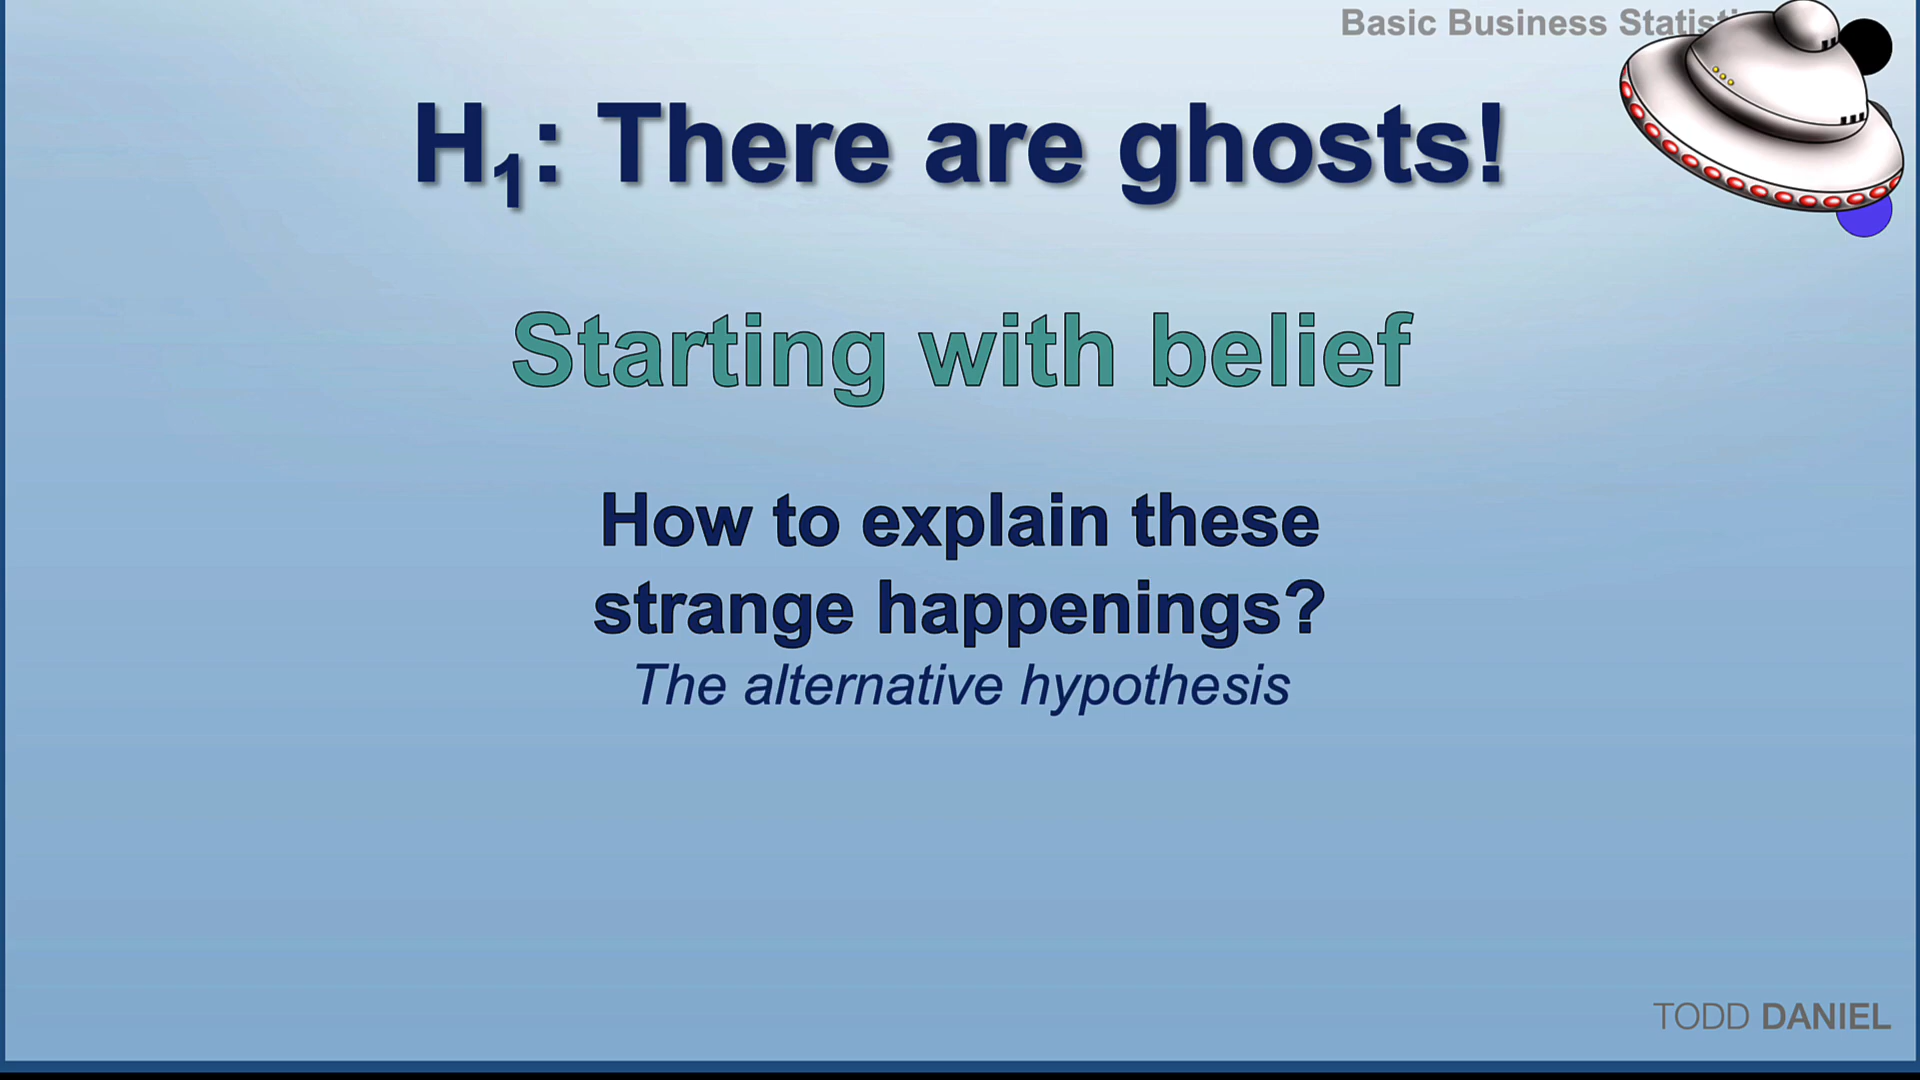 Basic Business
H₁: There are ghosts!
Starting with belief
How to explain these
strange happenings?
The alternative hypothesis
TODD DANIEL